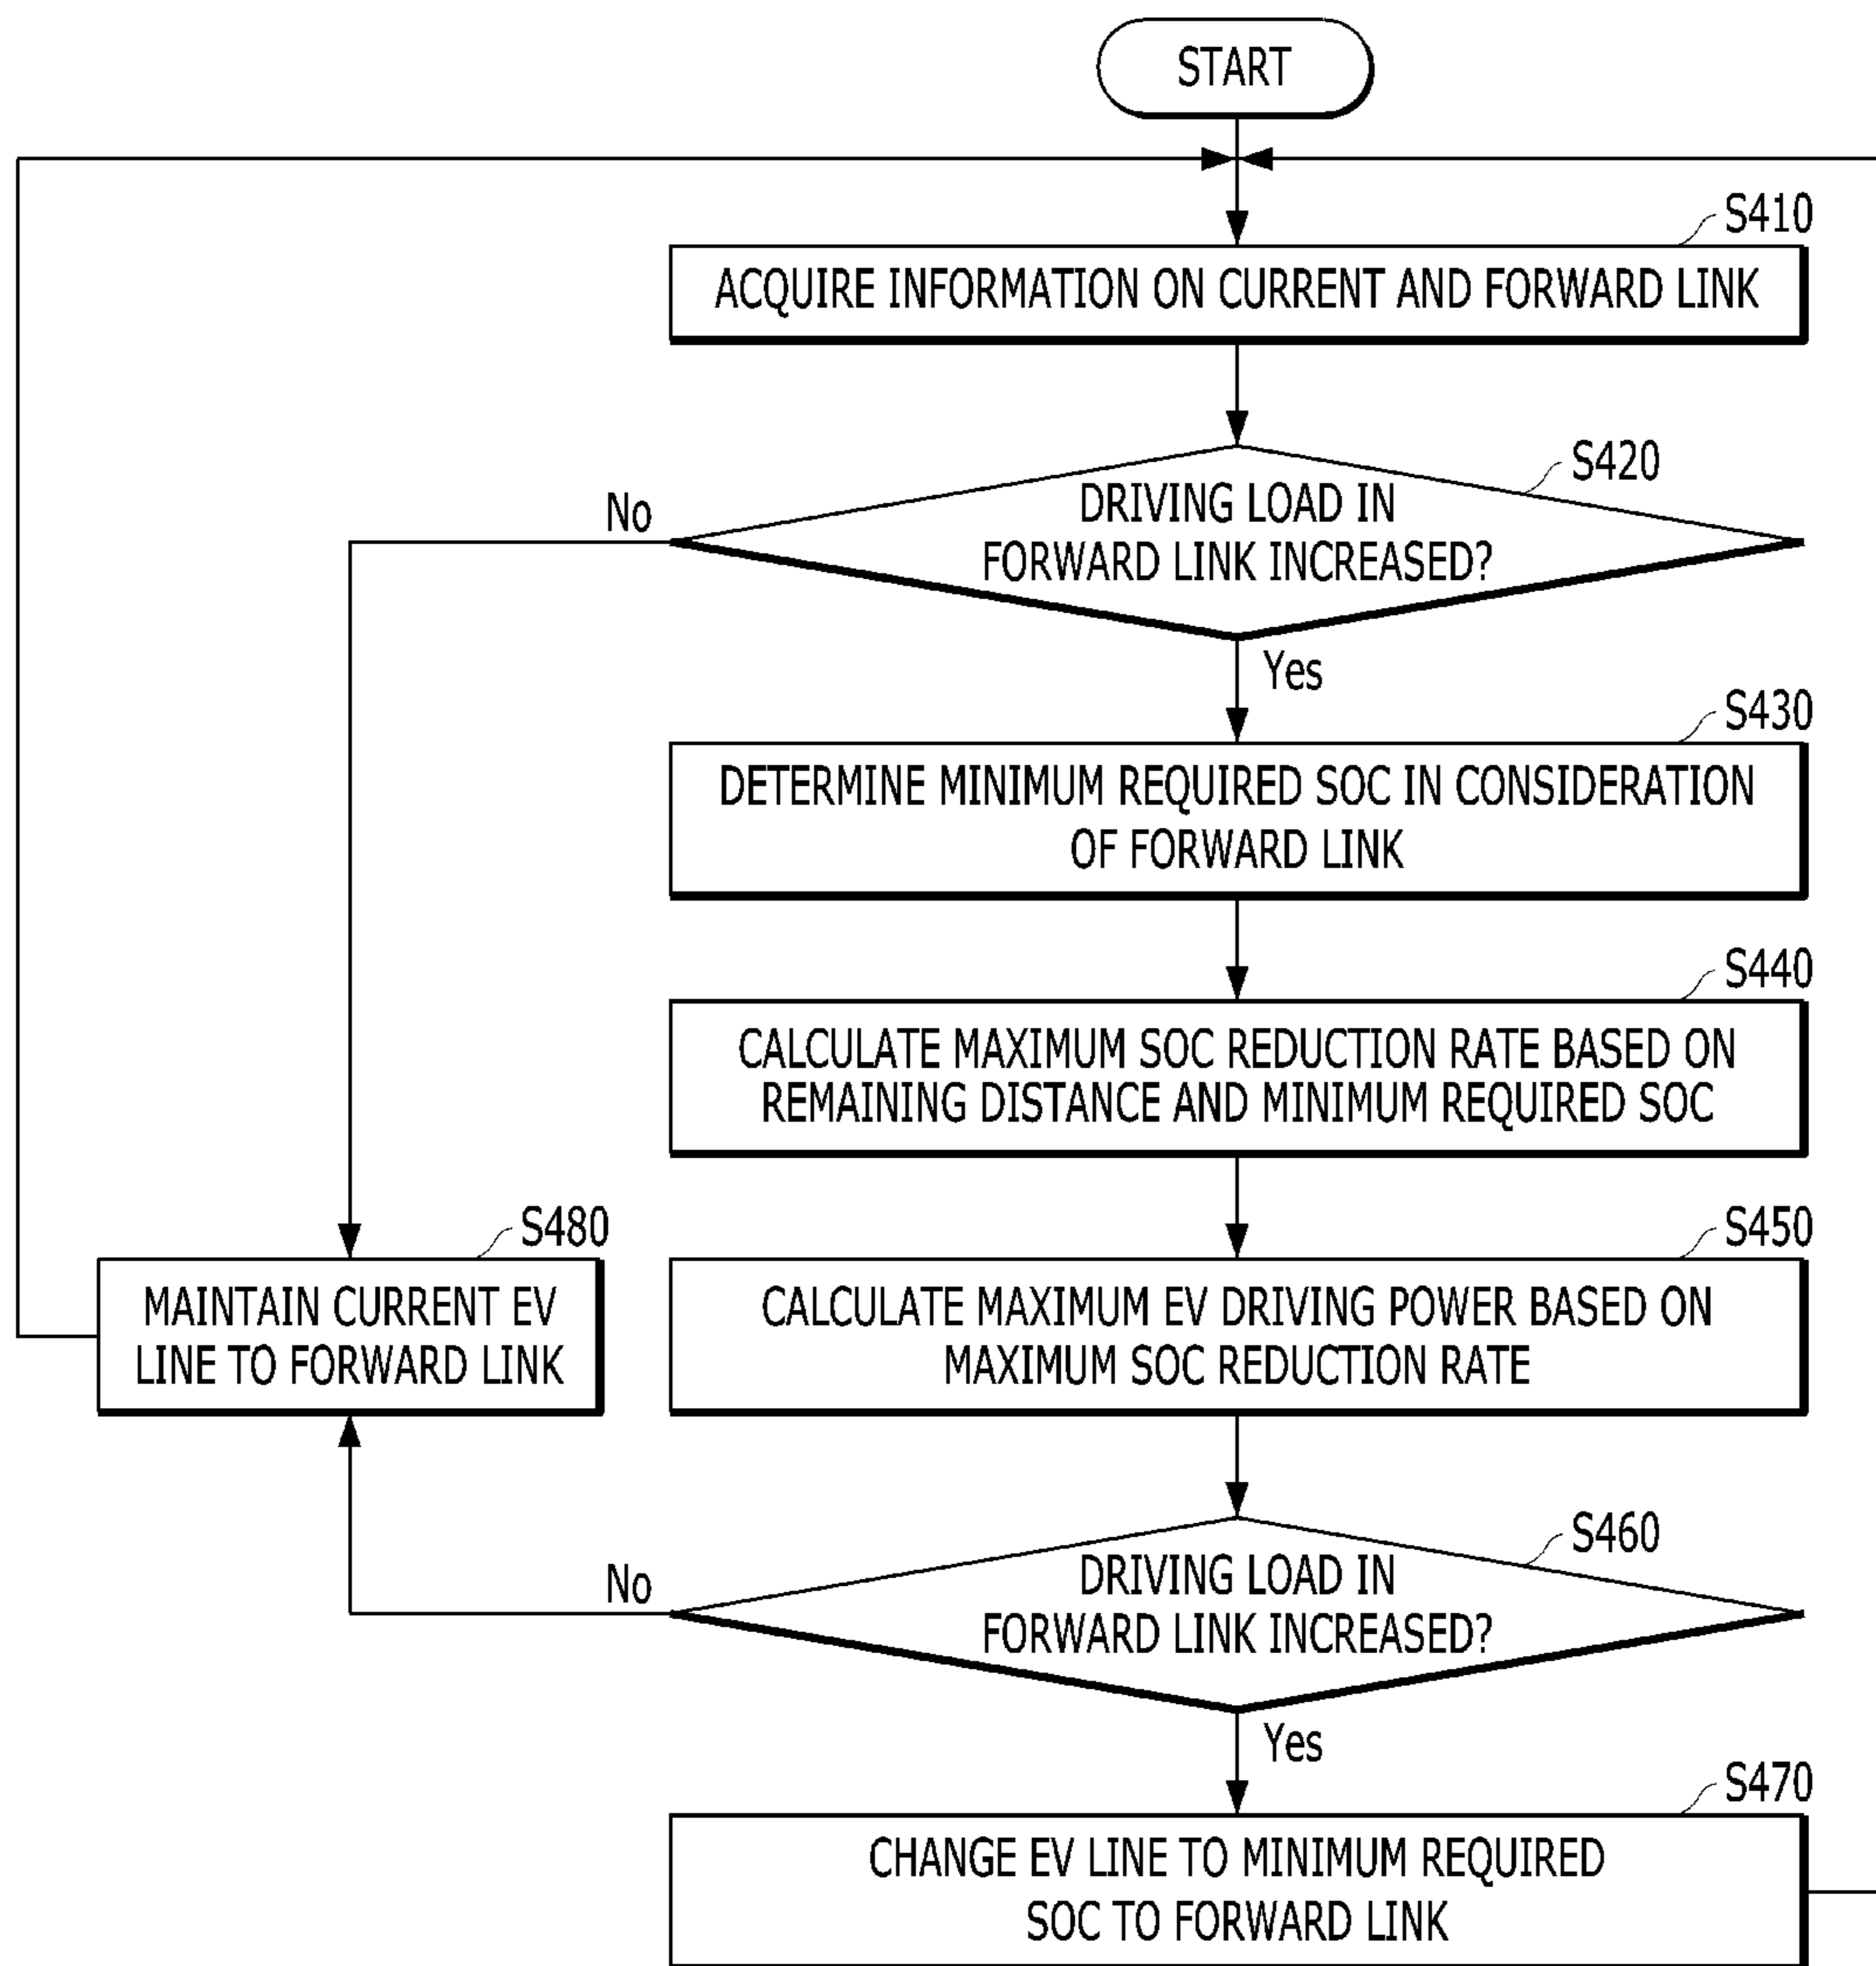 START
S410
ACQUIRE INFORMATION ON CURRENT AND FORWARD LINK
S420
DRIVING LOAD IN
FORWARD LINK INCREASED?
No
Yes
S430
DETERMINE MINIMUM REQUIRED SOC IN CONSIDERATION
OF FORWARD LINK
S440
CALCULATE MAXIMUM SOC REDUCTION RATE BASED ON
REMAINING DISTANCE AND MINIMUM REQUIRED SOC
S480
MAINTAIN CURRENT EV
LINE TO FORWARD LINK
S450
CALCULATE MAXIMUM EV DRIVING POWER BASED ON
MAXIMUM SOC REDUCTION RATE
S460
DRIVING LOAD IN
FORWARD LINK INCREASED?
No
Yes
S470
CHANGE EV LINE TO MINIMUM REQUIRED
SOC TO FORWARD LINK